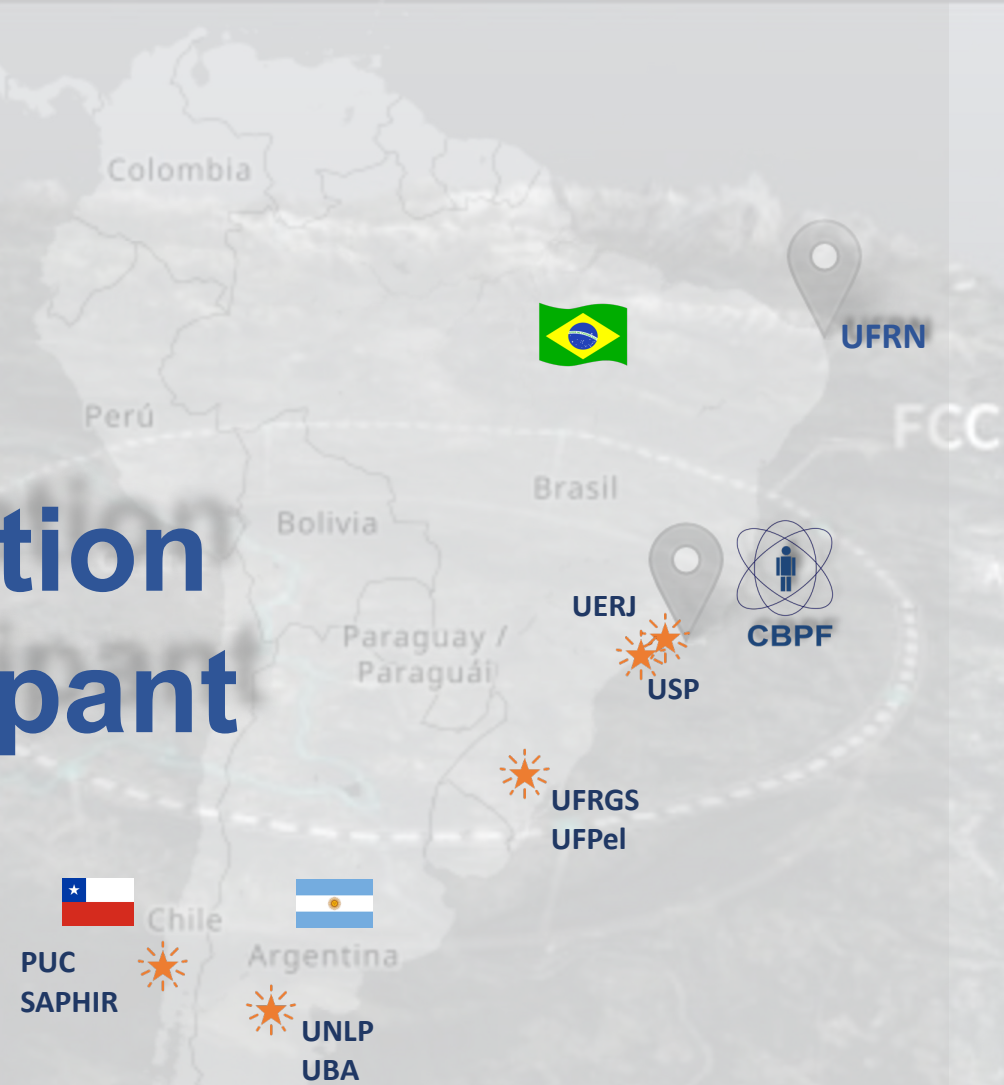 Colombia
UFRN
FCC
Perú
Brasil
tion
Bolivia
UERJ
Paraguay /
Paraguái
CBPF
pant
USP
UFRGS
UFPel
Chile
Argentina
PUC
SAPHIR
UNLP
UBA